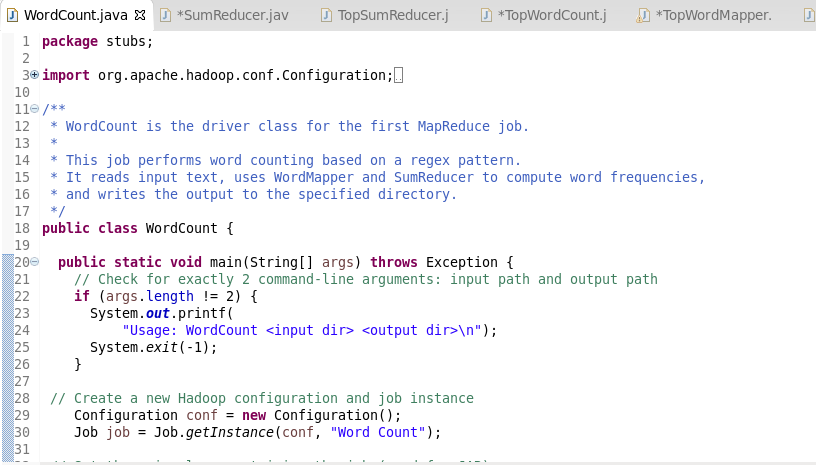 WordCount.java *SumReducer.jav TopSumReducer.j *TopWordCount.j *TopWordMapper.
1 package stubs;
2
3 import org.apache.hadoop.conf.Configuration;
10
11 /**
12 * WordCount is the driver class for the first MapReduce job.
13 *
14 * This job performs word counting based on a regex pattern.
15 * It reads input text, uses WordMapper and SumReducer to compute word frequencies,
16 * and writes the output to the specified directory.
17 */
18 public class WordCount {
19
20 public static void main(String[] args) throws Exception {
21 // Check for exactly 2 command-line arguments: input path and output path
22 if (args.length != 2) {
23 System.out.printf(
24 "Usage: WordCount <input dir> <output dir>\n");
25 System.exit(-1);
26 }
27
28 // Create a new Hadoop configuration and job instance
29 Configuration conf = new Configuration();
30 Job job = Job.getInstance(conf, "Word Count");
31